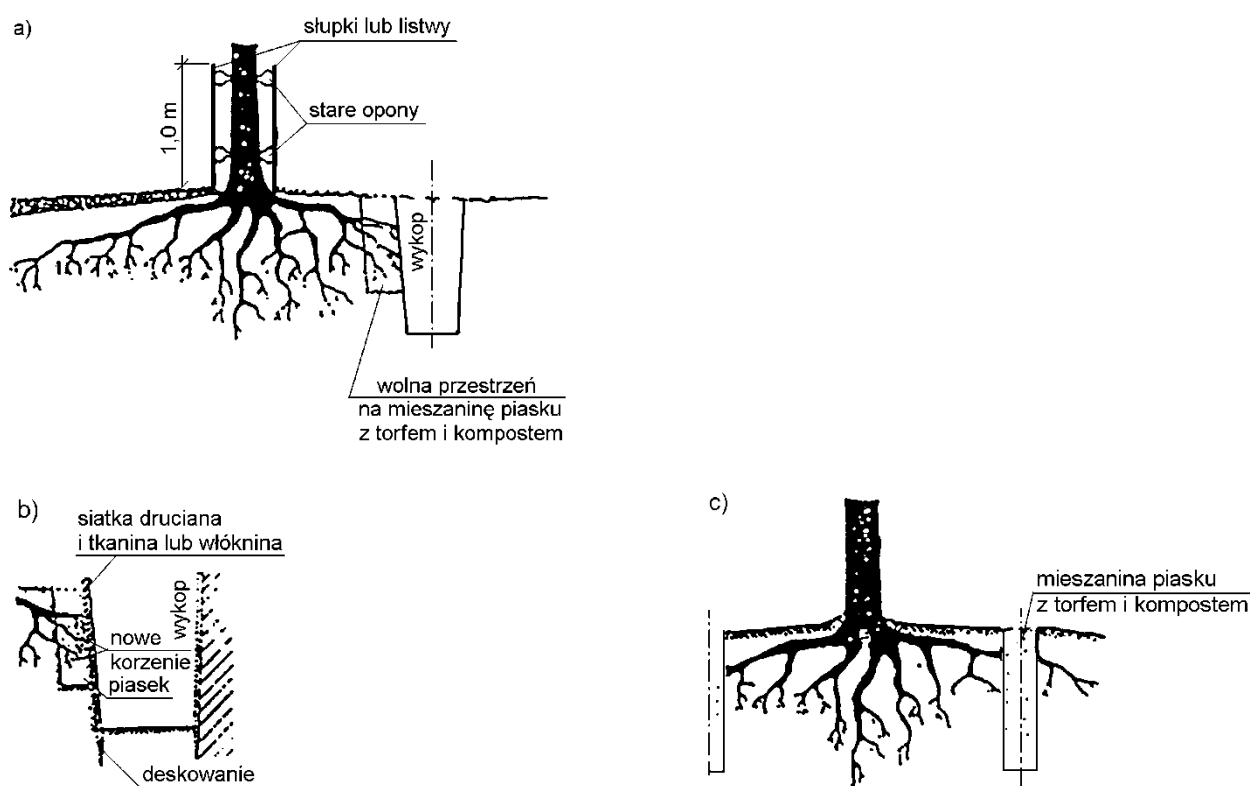 a)
słupki lub listwy
stare opony
1,0 m
wykop
wolna przestrzeń
na mieszaninę piasku
z torfem i kompostem
b)
siatka druciana
i tkanina lub włóknina
wykop
nowe
korzenie
piasek
deskowanie
c)
mieszanina piasku
z torfem i kompostem